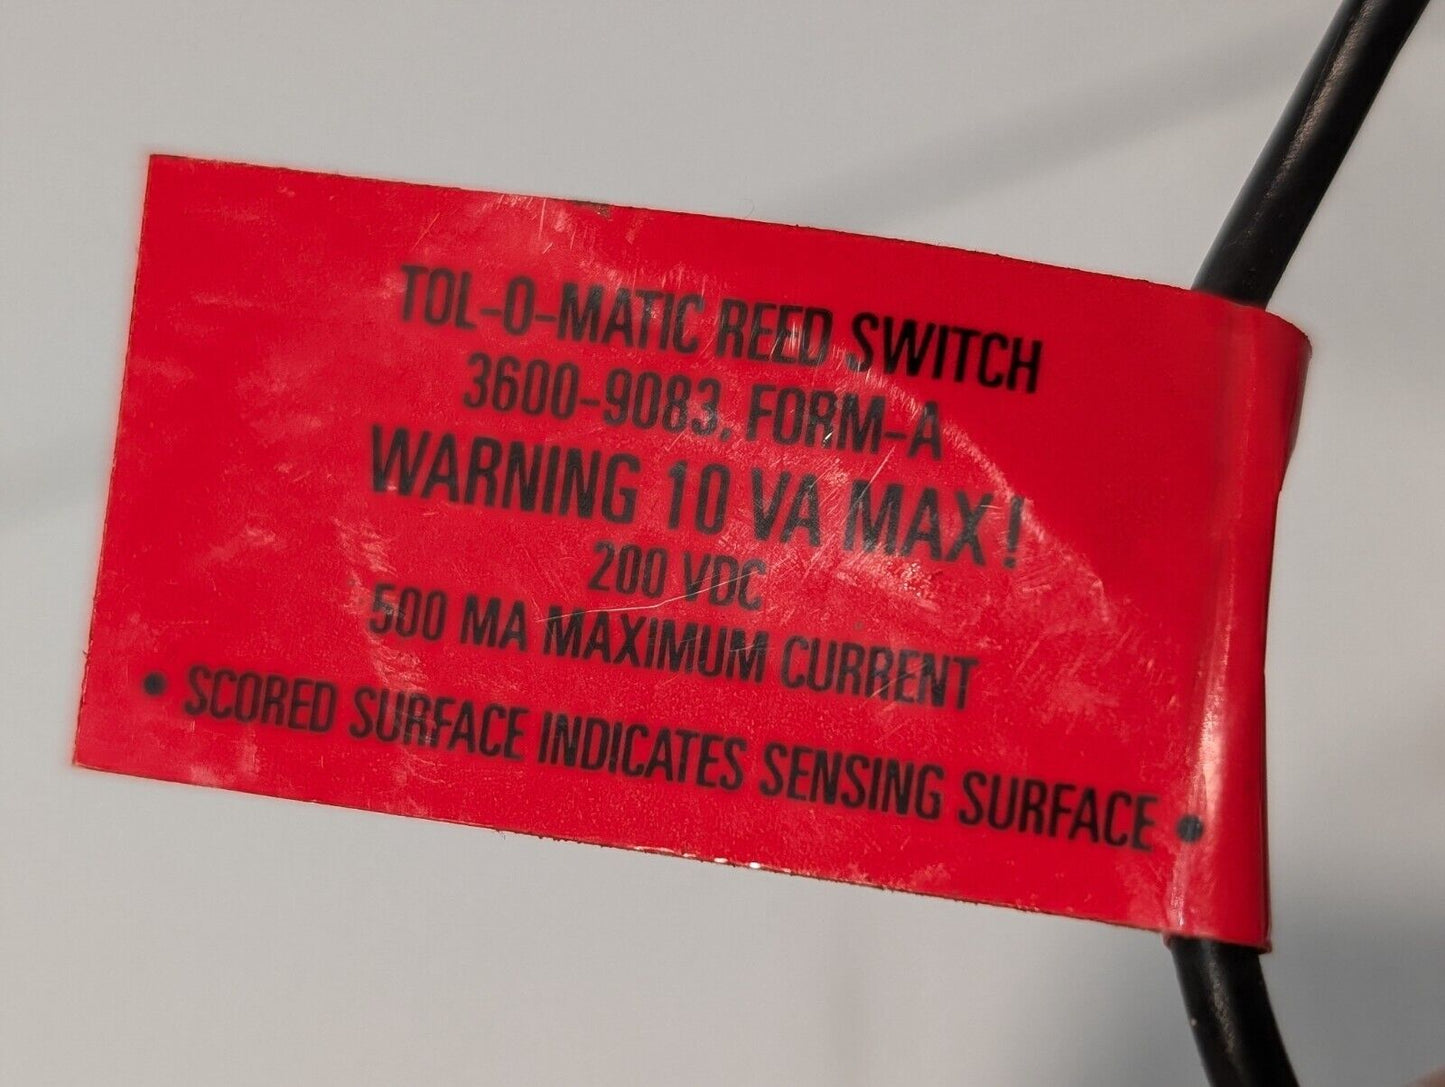 TOL-O-MATIC REED SWITCH
3600-9083, FORM-A
WARNING 10 VA MAX!
200 VDC
500 MA MAXIMUM CURRENT
• SCORED SURFACE INDICATES SENSING SURFACE •